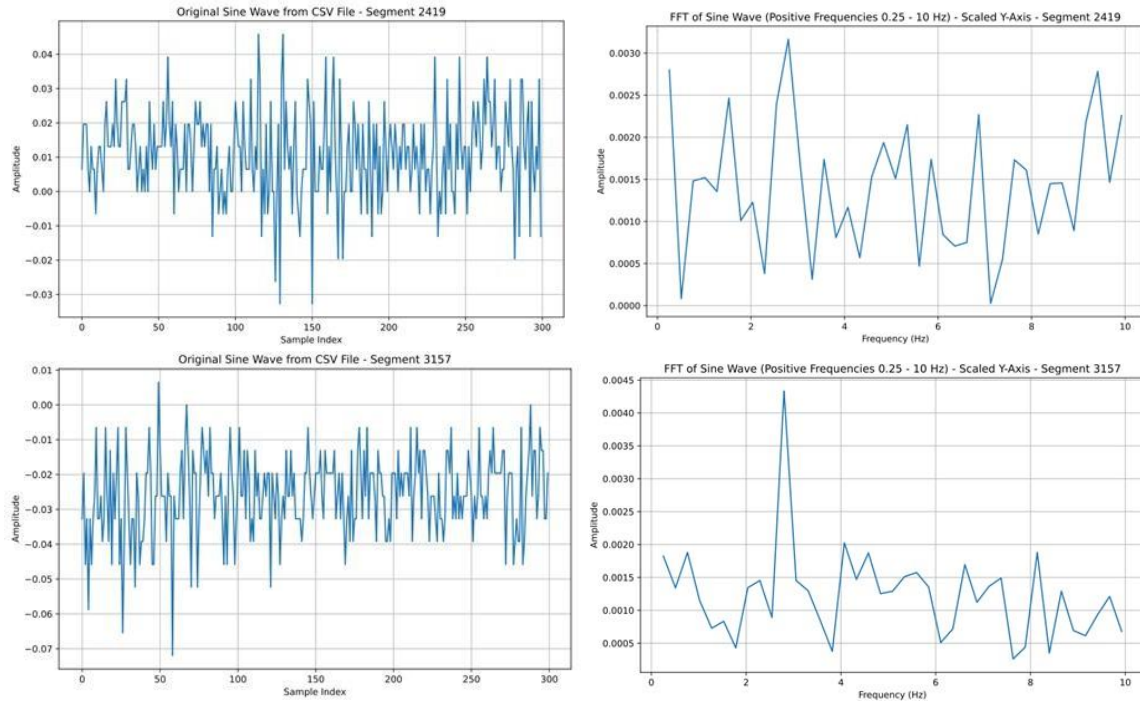 Original Sine Wave from CSV File - Segment 2419
Amplitude
0.04
0.03
0.02
0.01
0.00
−0.01
−0.02
−0.03
0 50 100 150 200 250 300
Sample Index
FFT of Sine Wave (Positive Frequencies 0.25 - 10 Hz) - Scaled Y-Axis - Segment 2419
Amplitude
0.0030
0.0025
0.0020
0.0015
0.0010
0.0005
0.0000
0 2 4 6 8 10
Frequency (Hz)
Original Sine Wave from CSV File - Segment 3157
Amplitude
0.01
0.00
−0.01
−0.02
−0.03
−0.04
−0.05
−0.06
−0.07
0 50 100 150 200 250 300
Sample Index
FFT of Sine Wave (Positive Frequencies 0.25 - 10 Hz) - Scaled Y-Axis - Segment 3157
Amplitude
0.0045
0.0040
0.0035
0.0030
0.0025
0.0020
0.0015
0.0010
0.0005
0 2 4 6 8 10
Frequency (Hz)